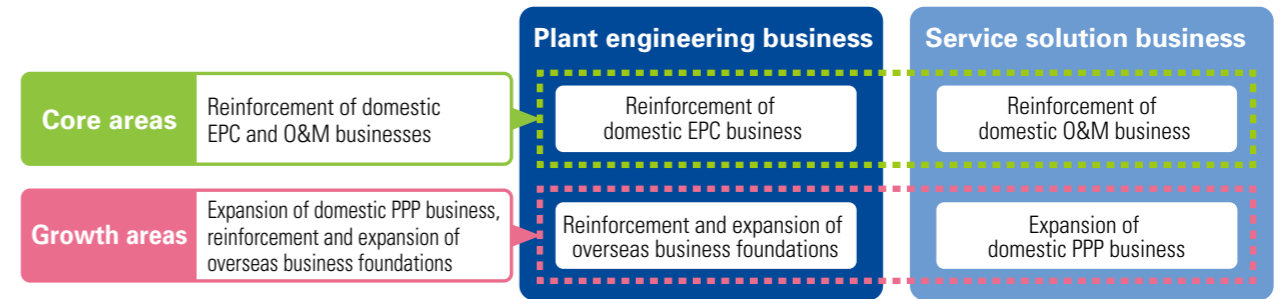 Plant engineering business
Service solution business
Core areas
Reinforcement of domestic
EPC and O&M businesses
Reinforcement of
domestic EPC business
Reinforcement of
domestic O&M business
Growth areas
Expansion of domestic PPP business,
reinforcement and expansion of
overseas business foundations
Reinforcement and expansion of
overseas business foundations
Expansion of
domestic PPP business